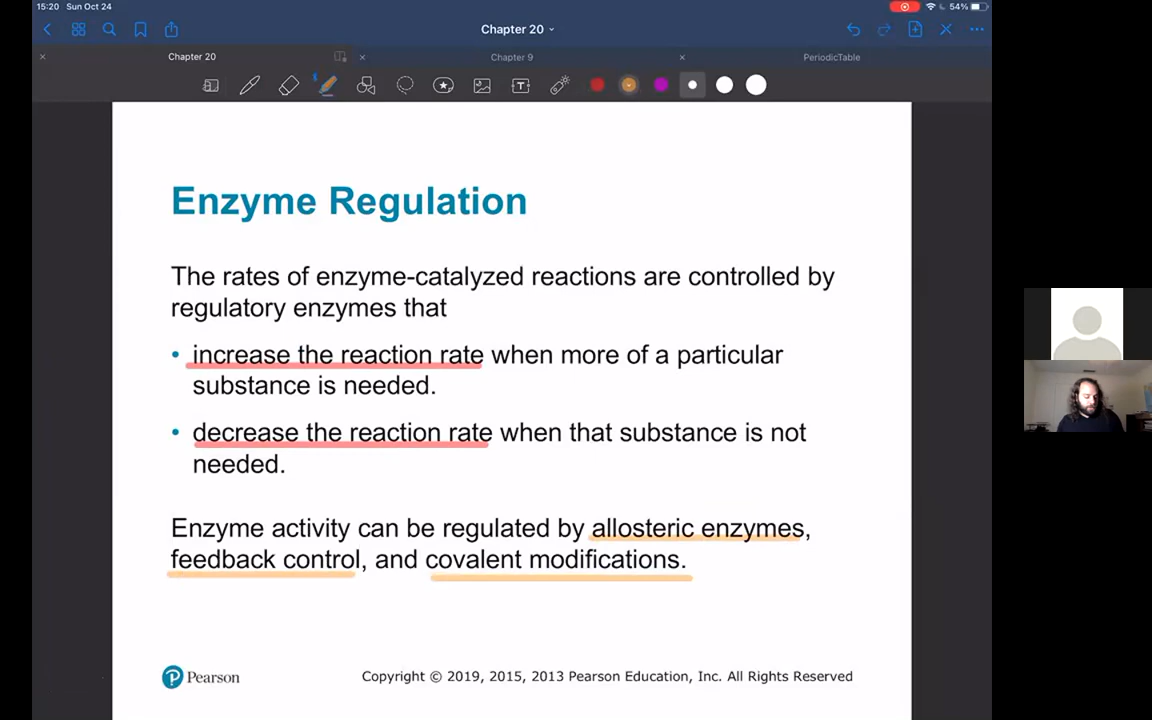 15:20 Sun Oct 24
54%
Chapter 20
Chapter 20
Chapter 9
PeriodicTable
Enzyme Regulation
The rates of enzyme-catalyzed reactions are controlled by
regulatory enzymes that
• increase the reaction rate when more of a particular
substance is needed.
• decrease the reaction rate when that substance is not
needed.
Enzyme activity can be regulated by allosteric enzymes,
feedback control, and covalent modifications.
Pearson
Copyright © 2019, 2015, 2013 Pearson Education, Inc. All Rights Reserved